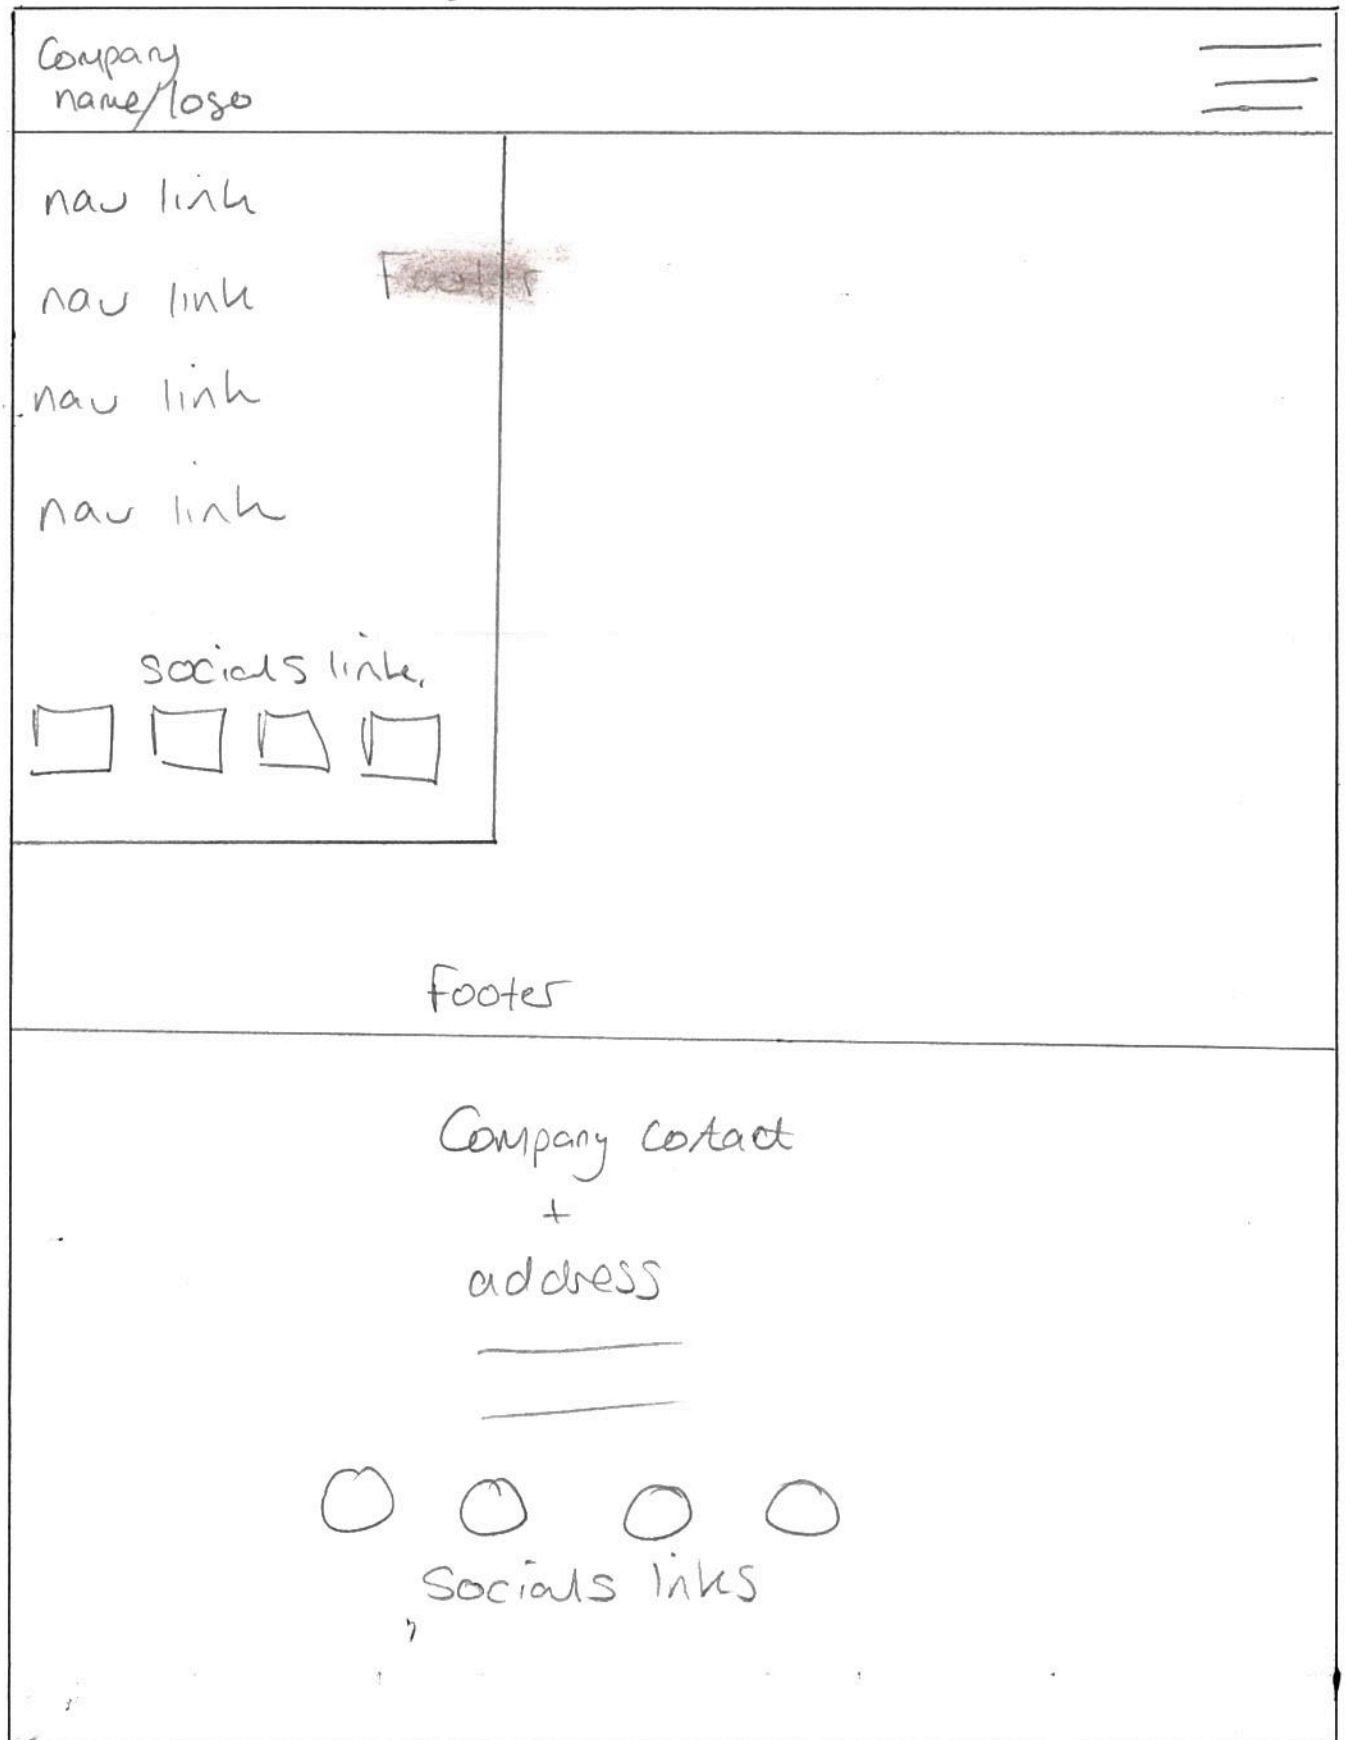 Company
name/logo
nav link
nav link
Footer
nav link
nav link
socials link.
Footer
Company cotact
+
address
Socials links